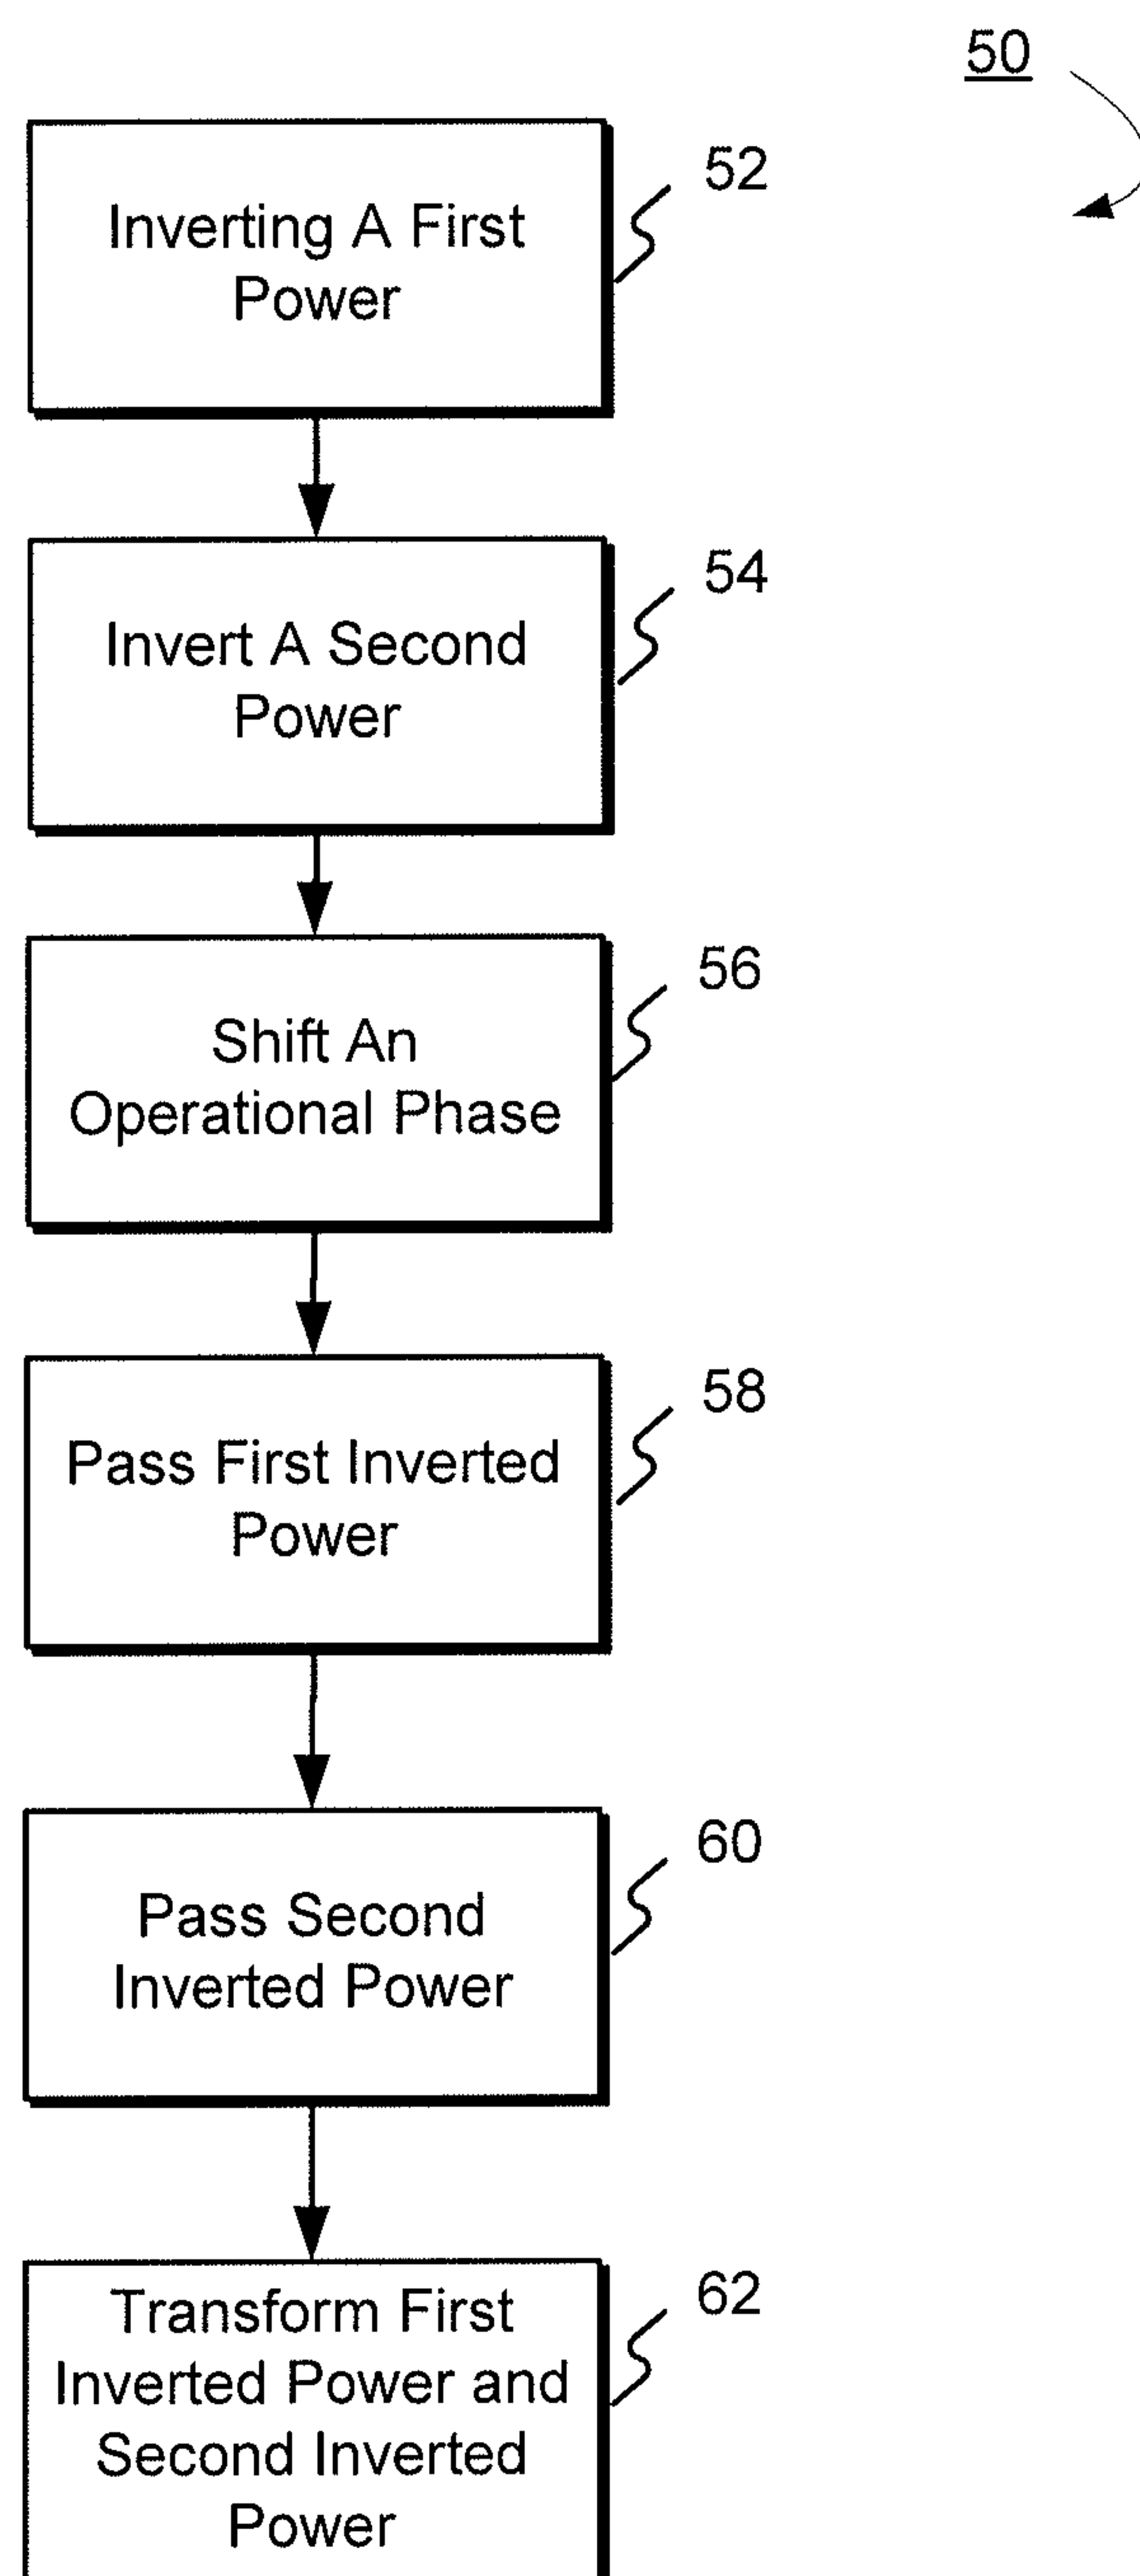 50
52
Inverting A First
Power
54
Invert A Second
Power
56
Shift An
Operational Phase
58
Pass First Inverted
Power
60
Pass Second
Inverted Power
62
Transform First
Inverted Power and
Second Inverted
Power